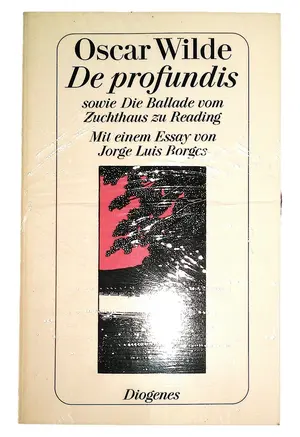 Oscar Wilde
De profundis
sowie Die Ballade vom
Zuchthaus zu Reading
Mit einem Essay von
Jorge Luis Borges
Diogenes